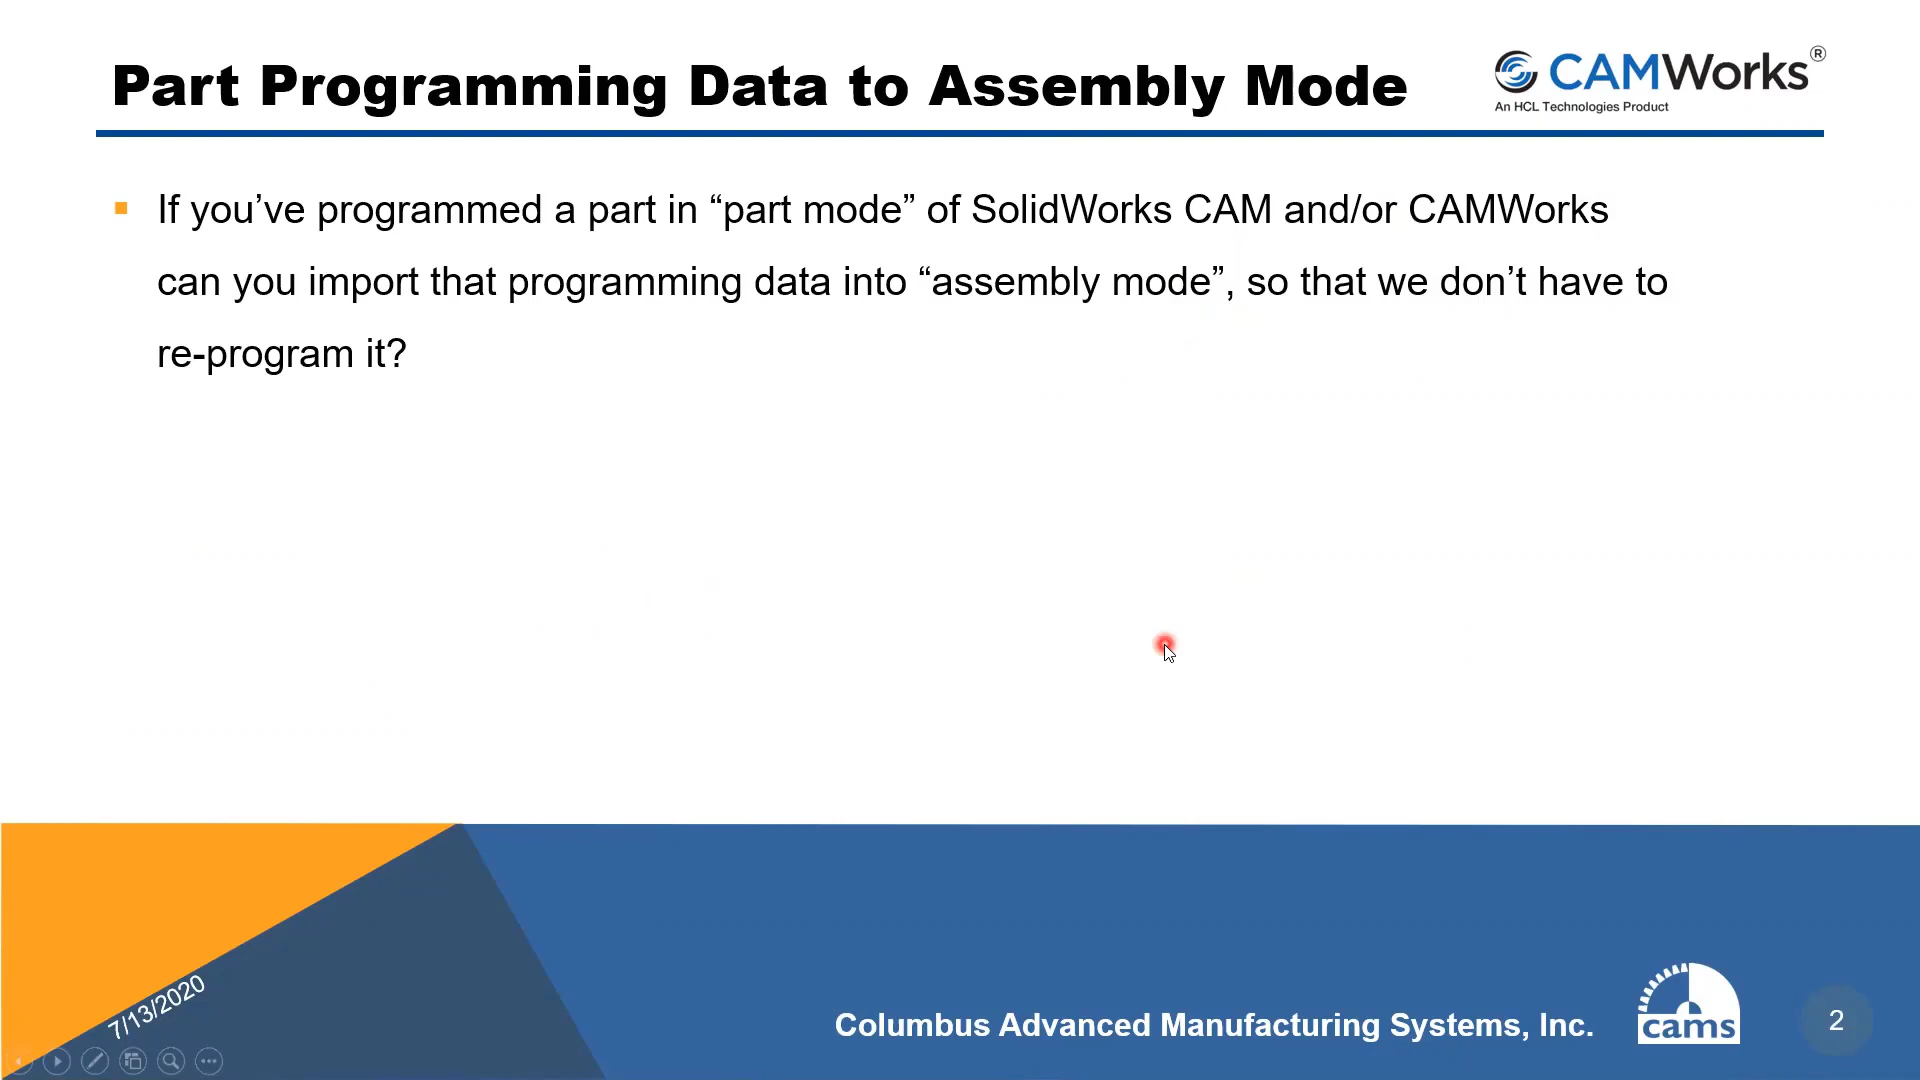 Part Programming Data to Assembly Mode
CAMWorks®
An HCL Technologies Product
If you’ve programmed a part in “part mode” of SolidWorks CAM and/or CAMWorks
can you import that programming data into “assembly mode”, so that we don’t have to
re-program it?
7/13/2020
Columbus Advanced Manufacturing Systems, Inc.
cams
2